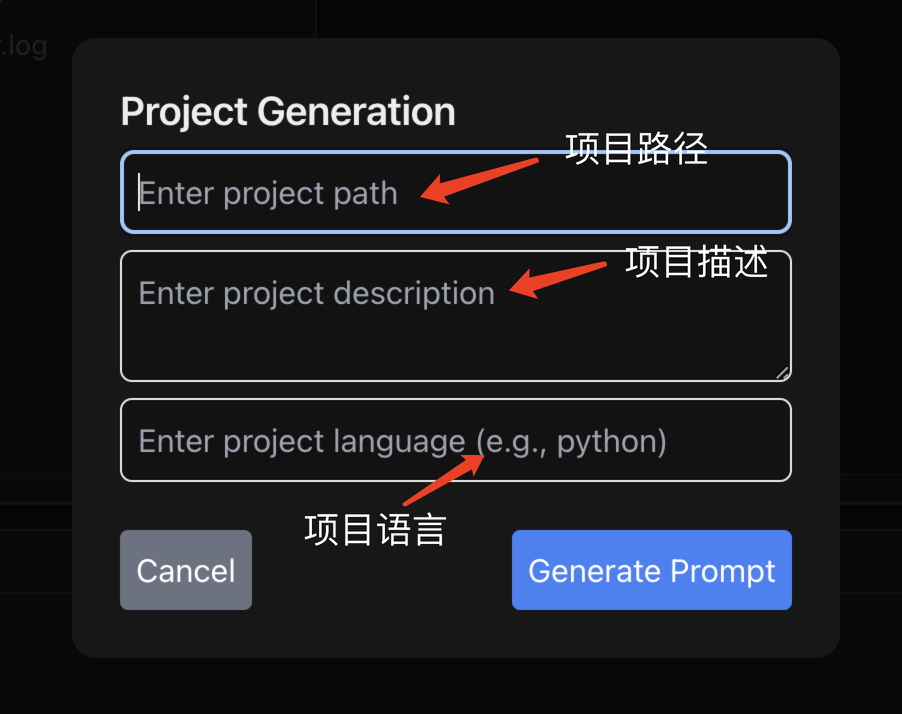 .log
Project Generation
项目路径
Enter project path
项目描述
Enter project description
Enter project language (e.g., python)
项目语言
Cancel
Generate Prompt